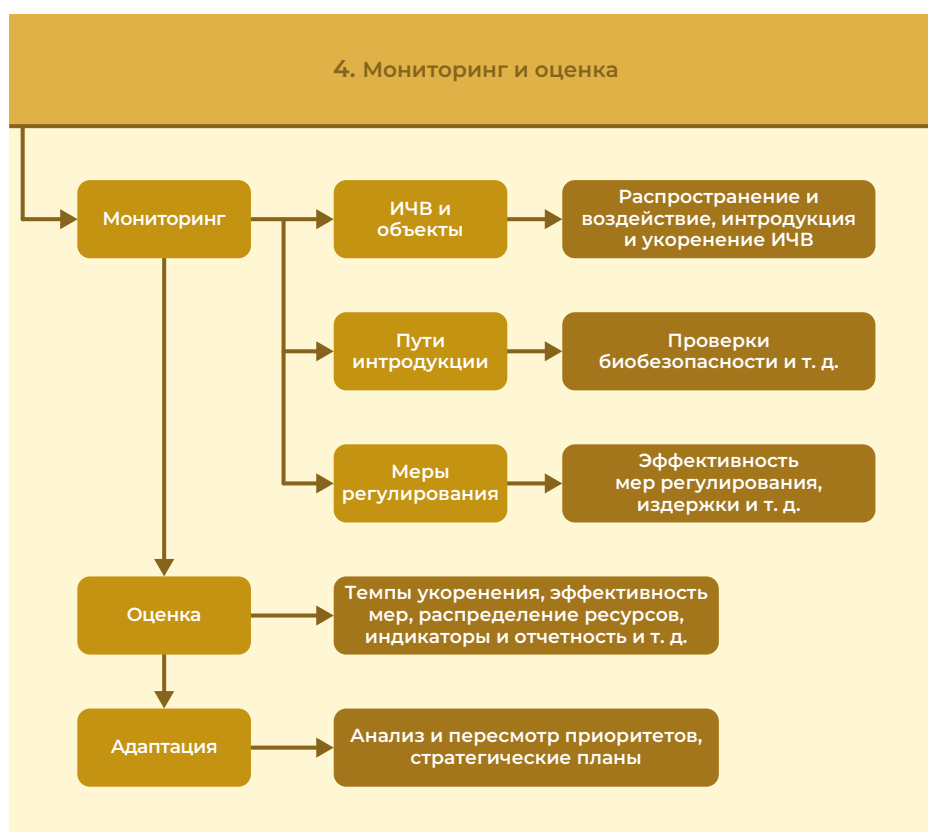 4. Мониторинг и оценка
Мониторинг
ИЧВ и
объекты
Распространение и
воздействие, интродукция
и укоренение ИЧВ
Пути
интродукции
Проверки
биобезопасности и т. д.
Меры
регулирования
Эффективность
мер регулирования,
издержки и т. д.
Оценка
Темпы укоренения, эффективность
мер, распределение ресурсов,
индикаторы и отчетность и т. д.
Адаптация
Анализ и пересмотр приоритетов,
стратегические планы